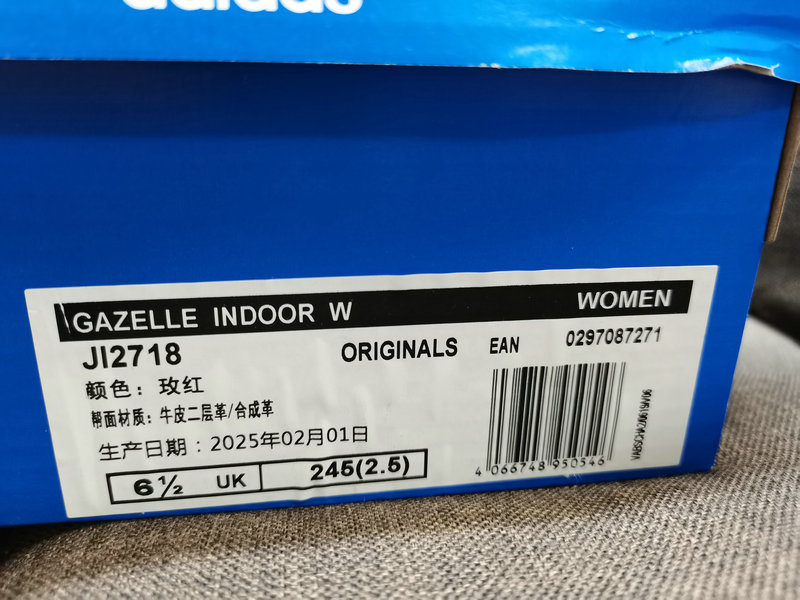 adidas
GAZELLE INDOOR W WOMEN
JI2718 ORIGINALS EAN 0297087271
颜色：玫红
帮面材质：牛皮二层革/合成革
生产日期：2025年02月01日
6½ UK 245(2.5)
4 066748 950546